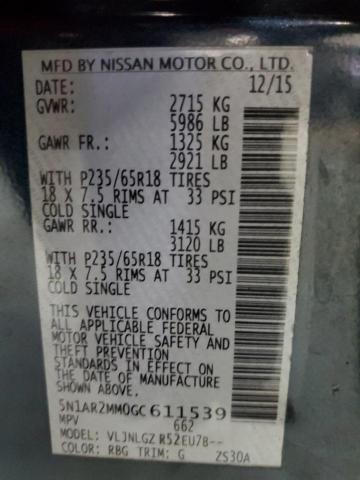 MFD BY NISSAN MOTOR CO., LTD.
DATE: 12/15
GVWR: 2715 KG
5986 LB
GAWR FR.: 1325 KG
2921 LB
WITH P235/65R18 TIRES
18 X 7.5 RIMS AT 33 PSI
COLD SINGLE
GAWR RR.: 1415 KG
3120 LB
WITH P235/65R18 TIRES
18 X 7.5 RIMS AT 33 PSI
COLD SINGLE
THIS VEHICLE CONFORMS TO
ALL APPLICABLE FEDERAL
MOTOR VEHICLE SAFETY AND
THEFT PREVENTION
STANDARDS IN EFFECT ON
THE DATE OF MANUFACTURE
SHOWN ABOVE.
5N1AR2MM0GC611539
MPV 662
MODEL: VLJNLGZ R52EU7B--
COLOR: RBG TRIM: G 2S30A